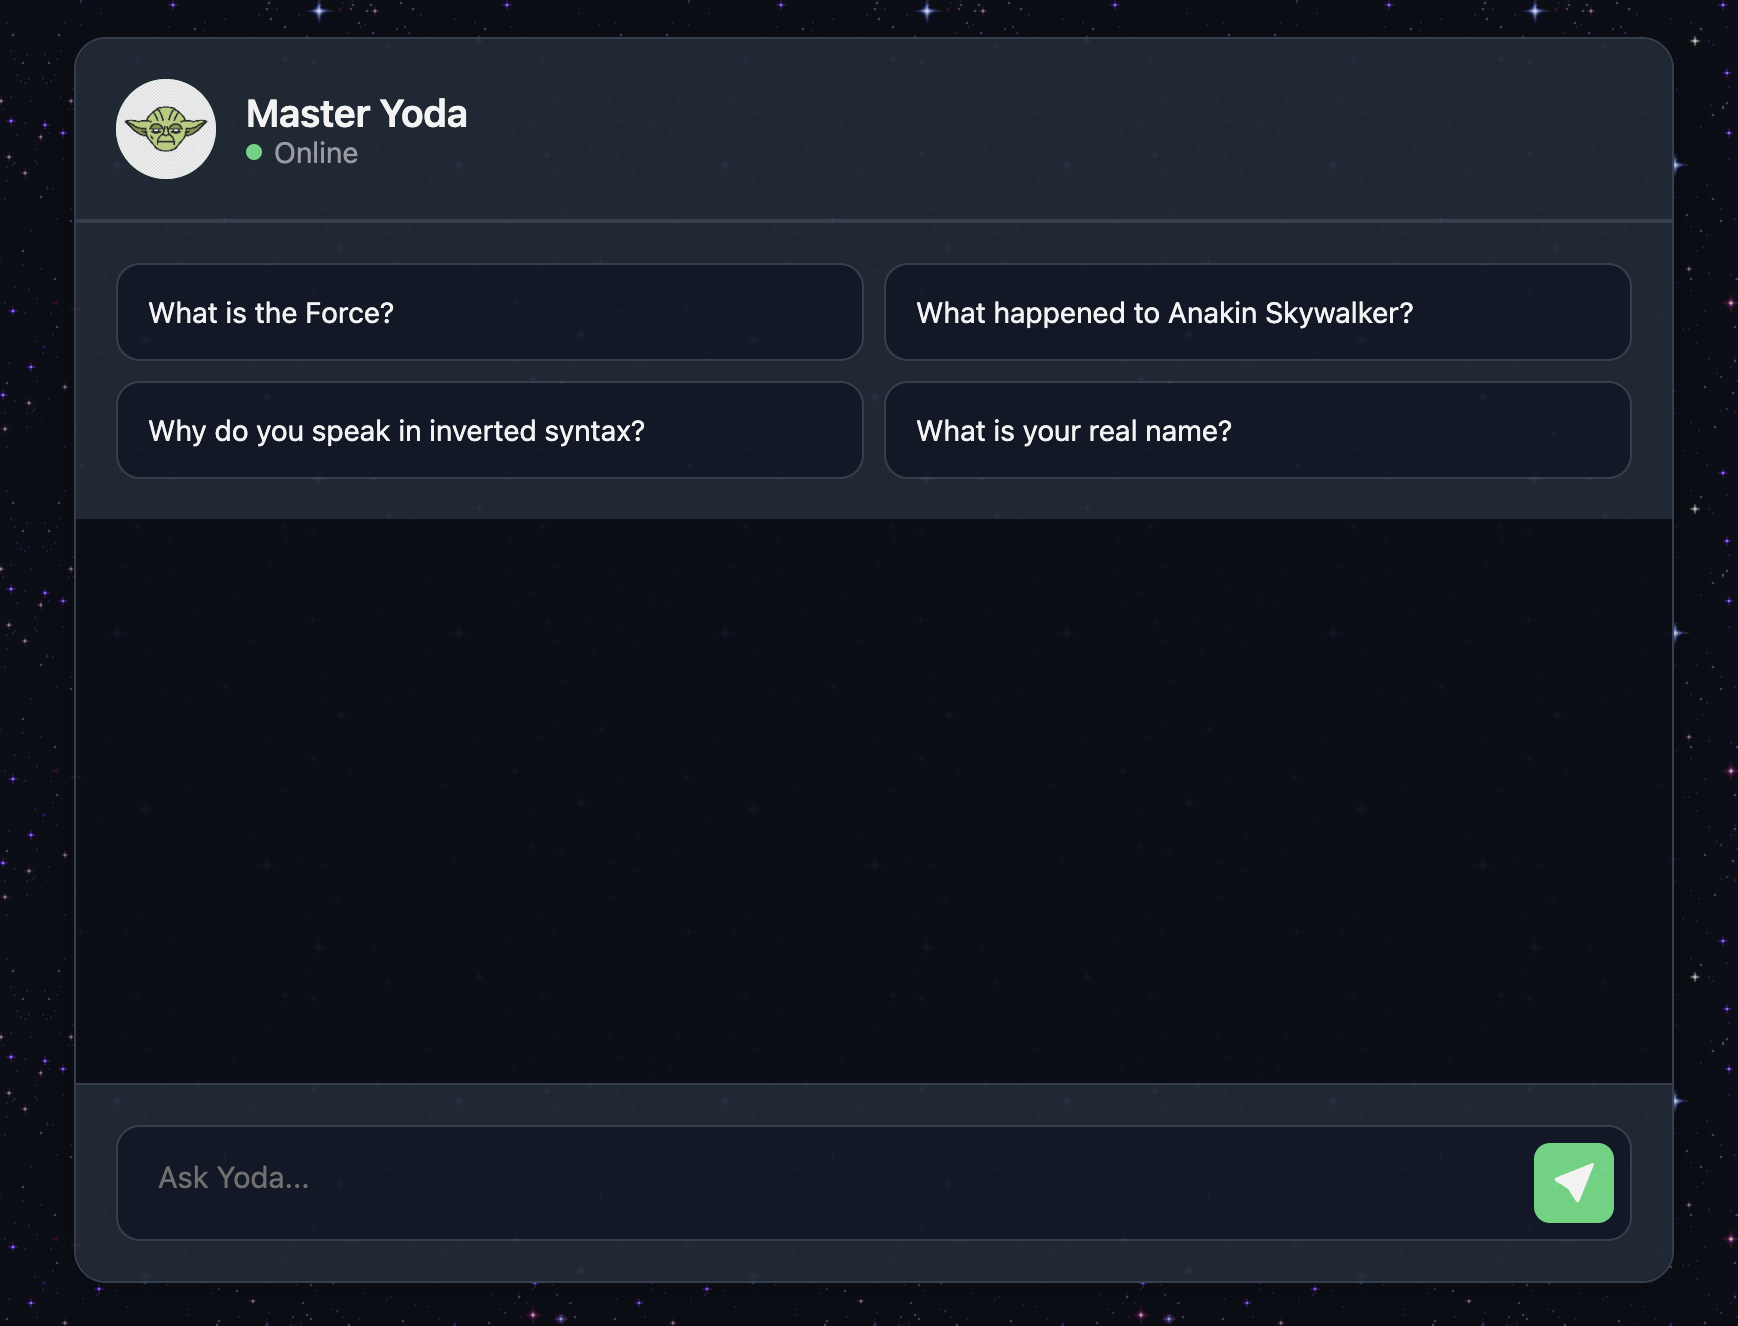 Master Yoda
Online
What is the Force?
What happened to Anakin Skywalker?
Why do you speak in inverted syntax?
What is your real name?
Ask Yoda...